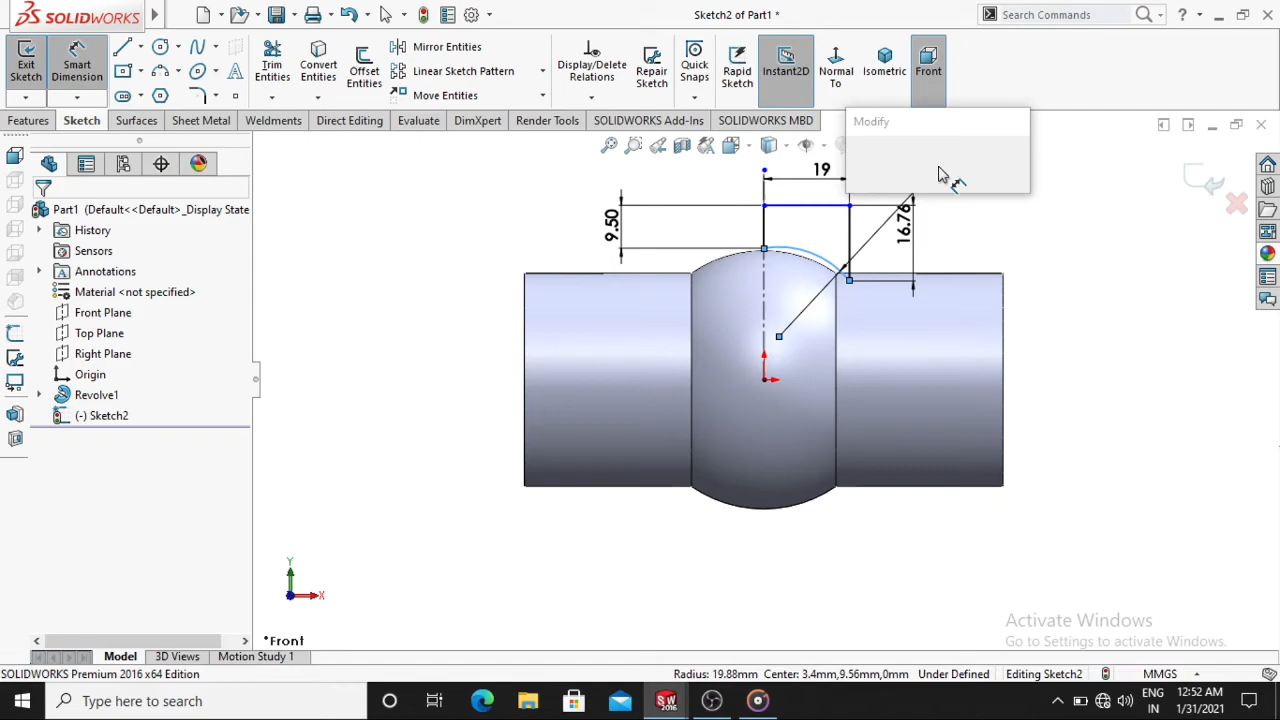 SOLIDWORKS
Sketch2 of Part1 *
Search Commands
?
Exit Sketch
Smart Dimension
Trim Entities
Convert Entities
Offset Entities
Mirror Entities
Linear Sketch Pattern
Move Entities
Display/Delete Relations
Repair Sketch
Quick Snaps
Rapid Sketch
Instant2D
Normal To
Isometric
Front
Features
Sketch
Surfaces
Sheet Metal
Weldments
Direct Editing
Evaluate
DimXpert
Render Tools
SOLIDWORKS Add-Ins
SOLIDWORKS MBD
Modify
Part1 (Default<<Default>_Display State
History
Sensors
Annotations
Material <not specified>
Front Plane
Top Plane
Right Plane
Origin
Revolve1
(-) Sketch2
19
9.50
16.76
Y
X
*Front
Activate Windows
Go to Settings to activate Windows.
Model
3D Views
Motion Study 1
SOLIDWORKS Premium 2016 x64 Edition
Radius: 19.88mm Center: 3.4mm,9.56mm,0mm
Under Defined
Editing Sketch2
MMGS
Type here to search
SW
2016
ENG
IN
12:52 AM
1/31/2021